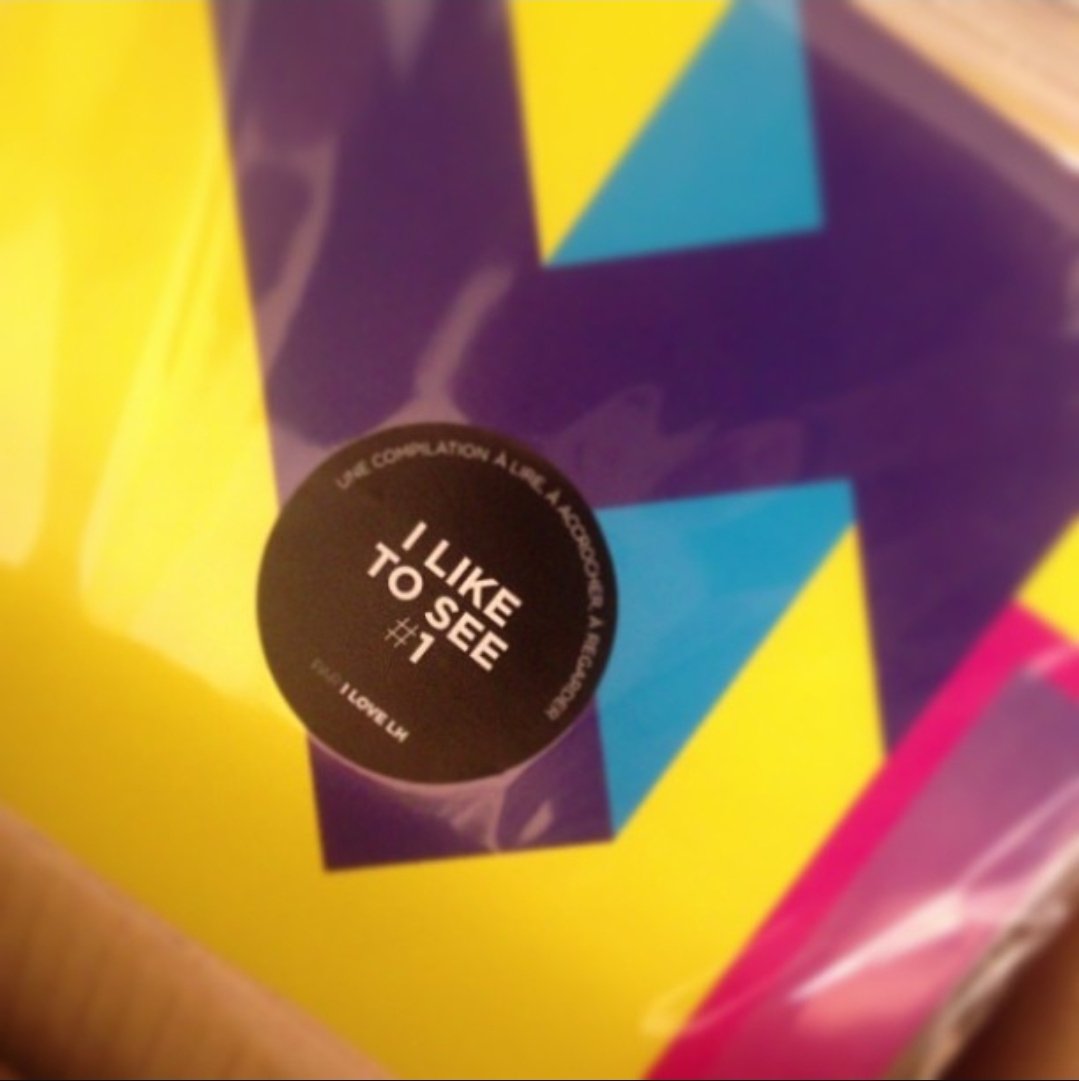 UNE COMPILATION À LIRE, À ACCROCHER, À REGARDER
I LIKE
TO SEE
#1
PAR I LOVE LH